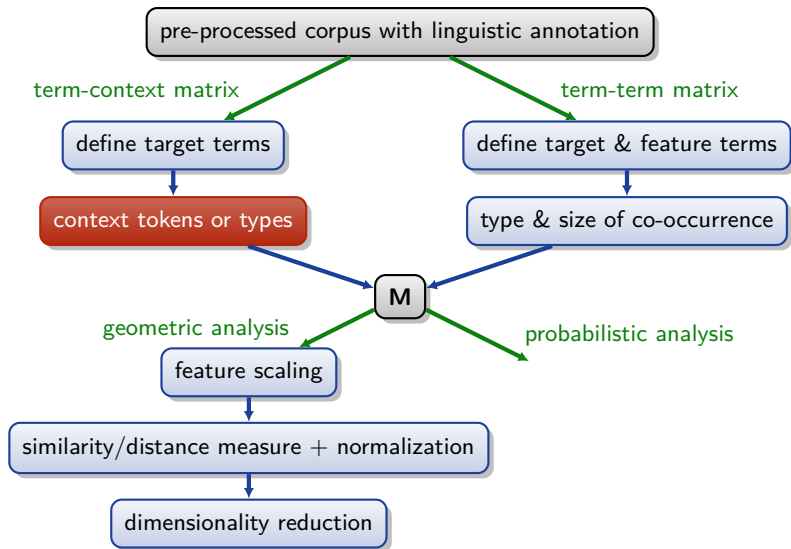 pre-processed corpus with linguistic annotation
term-context matrix
term-term matrix
define target terms
define target & feature terms
context tokens or types
type & size of co-occurrence
M
geometric analysis
probabilistic analysis
feature scaling
similarity/distance measure + normalization
dimensionality reduction